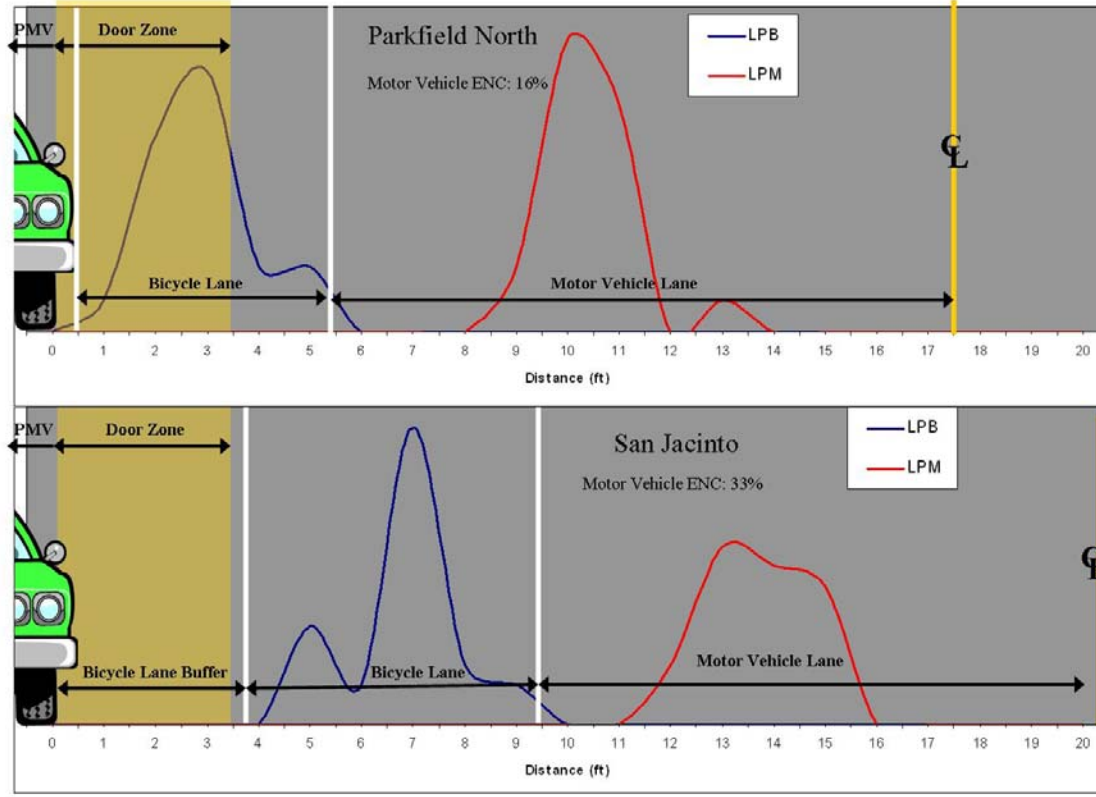 PMV Door Zone
Parkfield North
Motor Vehicle ENC: 16%
LPB
LPM
CL
Bicycle Lane
Motor Vehicle Lane
0 1 2 3 4 5 6 7 8 9 10 11 12 13 14 15 16 17 18 19 20
Distance (ft)
PMV Door Zone
San Jacinto
Motor Vehicle ENC: 33%
LPB
LPM
CL
Bicycle Lane Buffer
Bicycle Lane
Motor Vehicle Lane
0 1 2 3 4 5 6 7 8 9 10 11 12 13 14 15 16 17 18 19 20
Distance (ft)